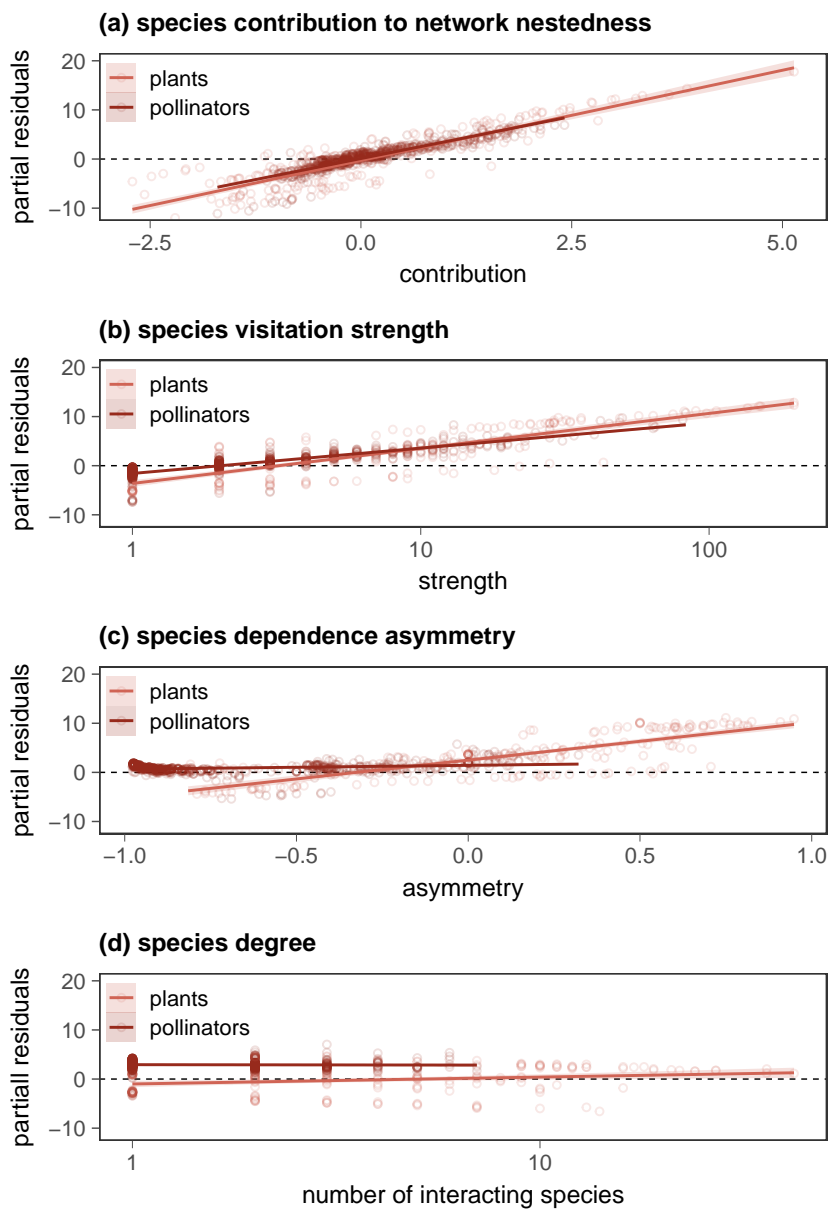 (a) species contribution to network nestedness
partial residuals
20
10
0
−10
plants
pollinators
−2.5 0.0 2.5 5.0
contribution
(b) species visitation strength
partial residuals
20
10
0
−10
plants
pollinators
1 10 100
strength
(c) species dependence asymmetry
partial residuals
20
10
0
−10
plants
pollinators
−1.0 −0.5 0.0 0.5 1.0
asymmetry
(d) species degree
partiall residuals
20
10
0
−10
plants
pollinators
1 10
number of interacting species